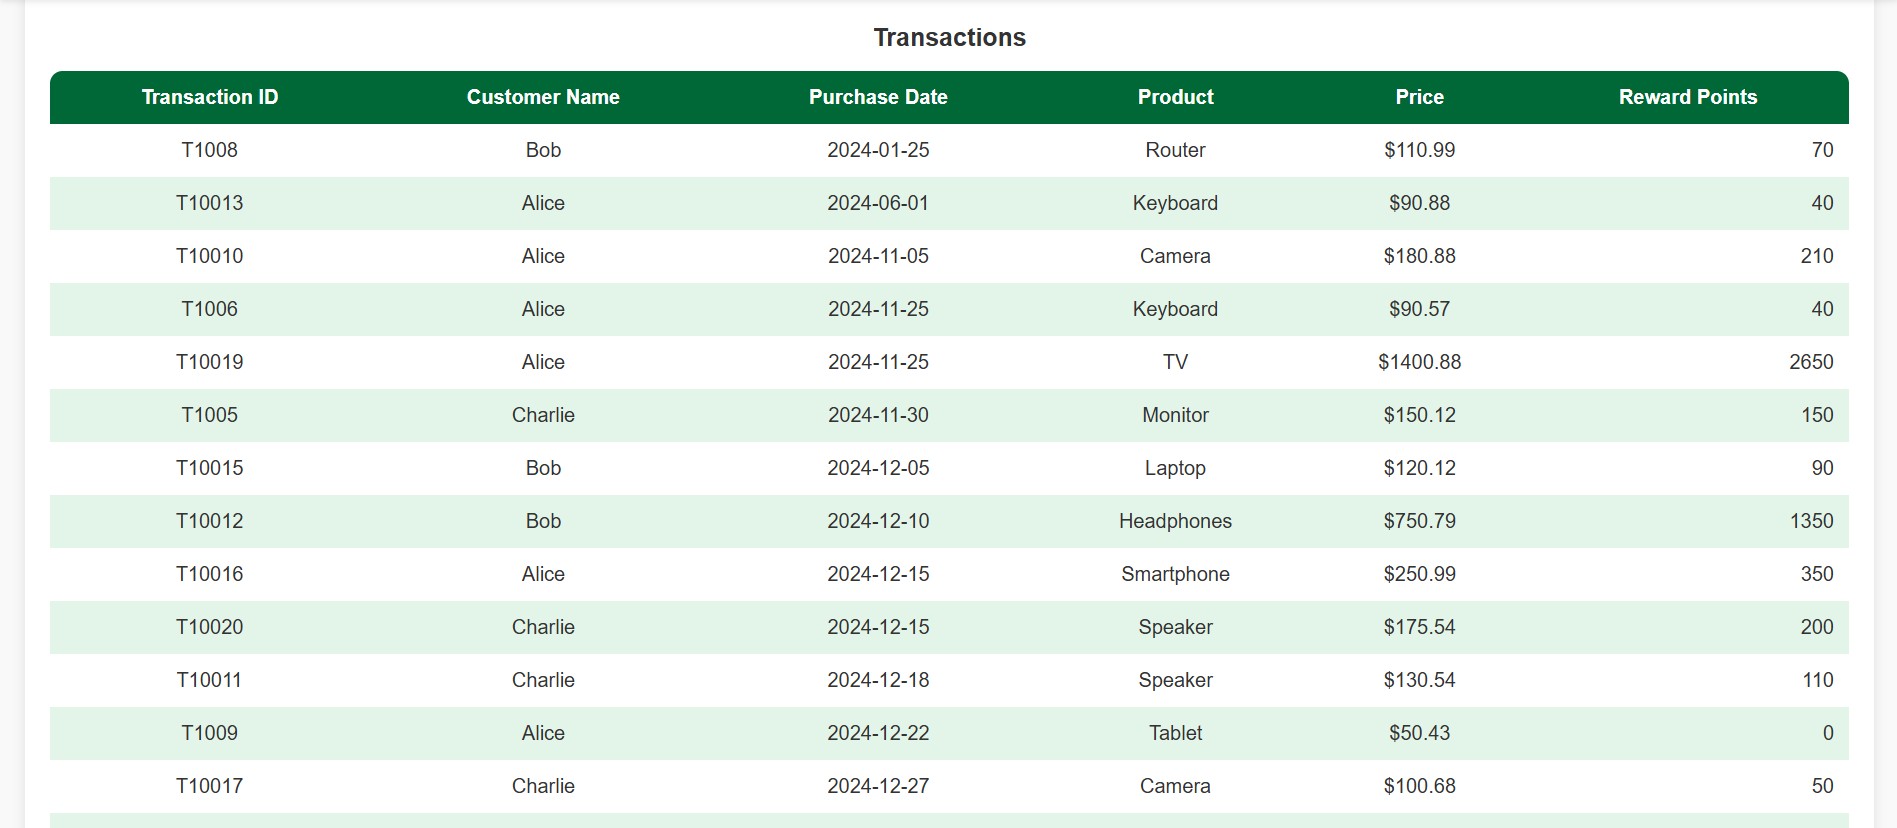 Transactions
Transaction ID Customer Name Purchase Date Product Price Reward Points
T1008 Bob 2024-01-25 Router $110.99 70
T10013 Alice 2024-06-01 Keyboard $90.88 40
T10010 Alice 2024-11-05 Camera $180.88 210
T1006 Alice 2024-11-25 Keyboard $90.57 40
T10019 Alice 2024-11-25 TV $1400.88 2650
T1005 Charlie 2024-11-30 Monitor $150.12 150
T10015 Bob 2024-12-05 Laptop $120.12 90
T10012 Bob 2024-12-10 Headphones $750.79 1350
T10016 Alice 2024-12-15 Smartphone $250.99 350
T10020 Charlie 2024-12-15 Speaker $175.54 200
T10011 Charlie 2024-12-18 Speaker $130.54 110
T1009 Alice 2024-12-22 Tablet $50.43 0
T10017 Charlie 2024-12-27 Camera $100.68 50